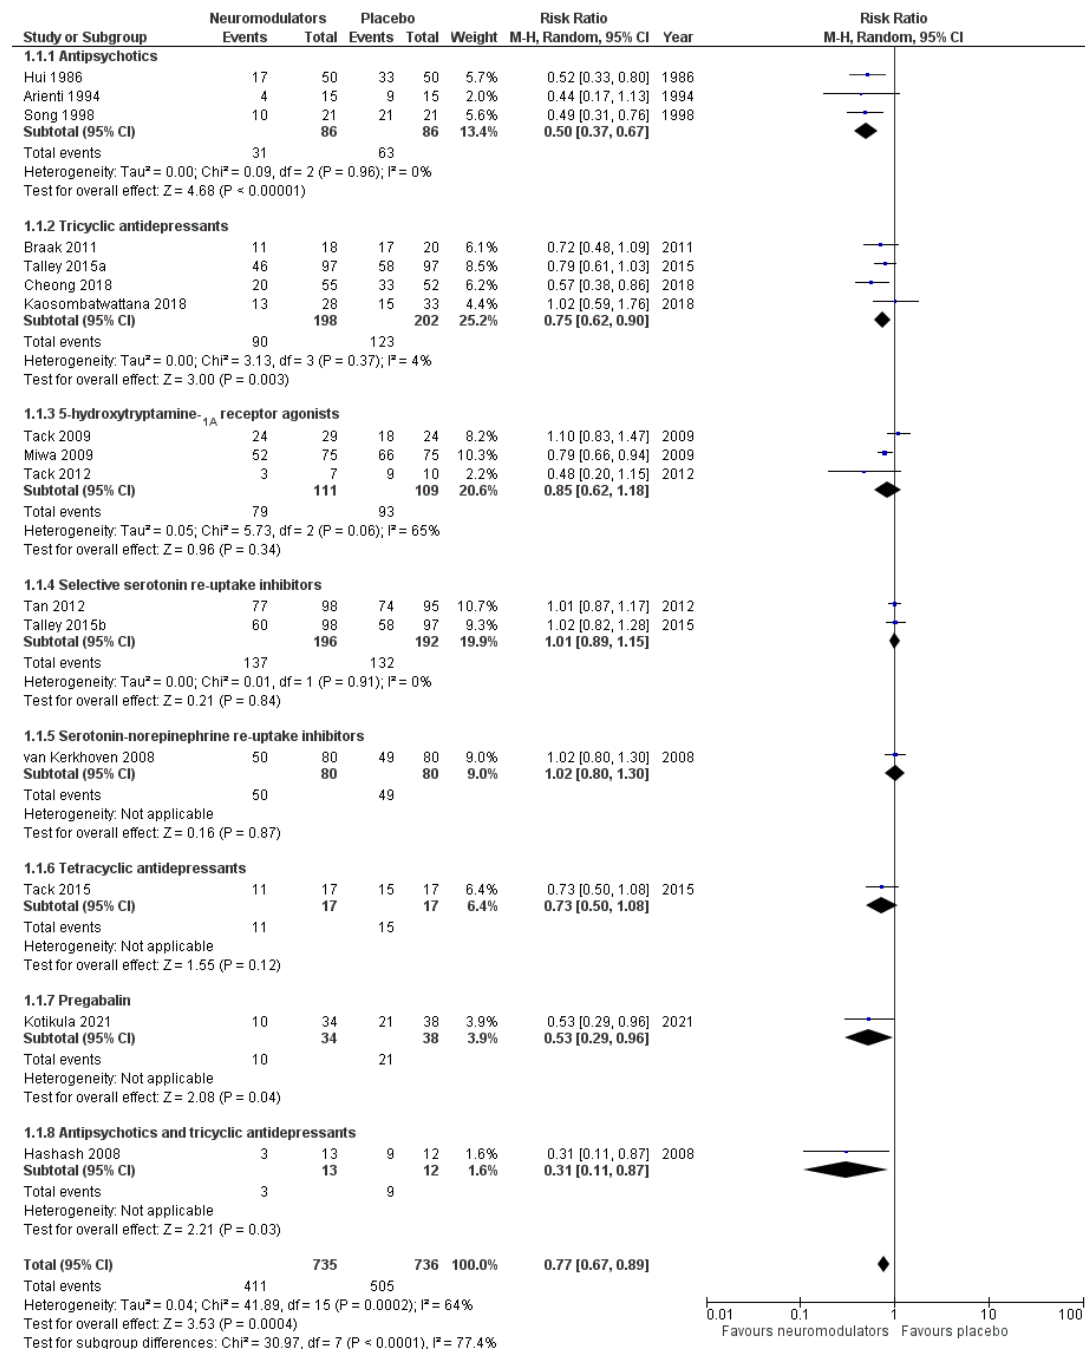 Neuromodulators Placebo Risk Ratio Risk Ratio
Study or Subgroup Events Total Events Total Weight M-H, Random, 95% CI Year M-H, Random, 95% CI
1.1.1 Antipsychotics
Hui 1986 17 50 33 50 5.7% 0.52 [0.33, 0.80] 1986
Arienti 1994 4 15 9 15 2.0% 0.44 [0.17, 1.13] 1994
Song 1998 10 21 21 21 5.6% 0.49 [0.31, 0.76] 1998
Subtotal (95% CI) 86 86 13.4% 0.50 [0.37, 0.67]
Total events 31 63
Heterogeneity: Tau² = 0.00; Chi² = 0.09, df = 2 (P = 0.96); I² = 0%
Test for overall effect: Z = 4.68 (P < 0.00001)
1.1.2 Tricyclic antidepressants
Braak 2011 11 18 17 20 6.1% 0.72 [0.48, 1.09] 2011
Talley 2015a 46 97 58 97 8.5% 0.79 [0.61, 1.03] 2015
Cheong 2018 20 55 33 52 6.2% 0.57 [0.38, 0.86] 2018
Kaosombatwattana 2018 13 28 15 33 4.4% 1.02 [0.59, 1.76] 2018
Subtotal (95% CI) 198 202 25.2% 0.75 [0.62, 0.90]
Total events 90 123
Heterogeneity: Tau² = 0.00; Chi² = 3.13, df = 3 (P = 0.37); I² = 4%
Test for overall effect: Z = 3.00 (P = 0.003)
1.1.3 5-hydroxytryptamine-1A receptor agonists
Tack 2009 24 29 18 24 8.2% 1.10 [0.83, 1.47] 2009
Miwa 2009 52 75 66 75 10.3% 0.79 [0.66, 0.94] 2009
Tack 2012 3 7 9 10 2.2% 0.48 [0.20, 1.15] 2012
Subtotal (95% CI) 111 109 20.6% 0.85 [0.62, 1.18]
Total events 79 93
Heterogeneity: Tau² = 0.05; Chi² = 5.73, df = 2 (P = 0.06); I² = 65%
Test for overall effect: Z = 0.96 (P = 0.34)
1.1.4 Selective serotonin re-uptake inhibitors
Tan 2012 77 98 74 95 10.7% 1.01 [0.87, 1.17] 2012
Talley 2015b 60 98 58 97 9.3% 1.02 [0.82, 1.28] 2015
Subtotal (95% CI) 196 192 19.9% 1.01 [0.89, 1.15]
Total events 137 132
Heterogeneity: Tau² = 0.00; Chi² = 0.01, df = 1 (P = 0.91); I² = 0%
Test for overall effect: Z = 0.21 (P = 0.84)
1.1.5 Serotonin-norepinephrine re-uptake inhibitors
van Kerkhoven 2008 50 80 49 80 9.0% 1.02 [0.80, 1.30] 2008
Subtotal (95% CI) 80 80 9.0% 1.02 [0.80, 1.30]
Total events 50 49
Heterogeneity: Not applicable
Test for overall effect: Z = 0.16 (P = 0.87)
1.1.6 Tetracyclic antidepressants
Tack 2015 11 17 15 17 6.4% 0.73 [0.50, 1.08] 2015
Subtotal (95% CI) 17 17 6.4% 0.73 [0.50, 1.08]
Total events 11 15
Heterogeneity: Not applicable
Test for overall effect: Z = 1.55 (P = 0.12)
1.1.7 Pregabalin
Kotikula 2021 10 34 21 38 3.9% 0.53 [0.29, 0.96] 2021
Subtotal (95% CI) 34 38 3.9% 0.53 [0.29, 0.96]
Total events 10 21
Heterogeneity: Not applicable
Test for overall effect: Z = 2.08 (P = 0.04)
1.1.8 Antipsychotics and tricyclic antidepressants
Hashash 2008 3 13 9 12 1.6% 0.31 [0.11, 0.87] 2008
Subtotal (95% CI) 13 12 1.6% 0.31 [0.11, 0.87]
Total events 3 9
Heterogeneity: Not applicable
Test for overall effect: Z = 2.21 (P = 0.03)
Total (95% CI) 735 736 100.0% 0.77 [0.67, 0.89]
Total events 411 505
Heterogeneity: Tau² = 0.04; Chi² = 41.89, df = 15 (P = 0.0002); I² = 64%
Test for overall effect: Z = 3.53 (P = 0.0004)
Test for subgroup differences: Chi² = 30.97, df = 7 (P < 0.0001), I² = 77.4%
0.01 0.1 1 10 100
Favours neuromodulators Favours placebo